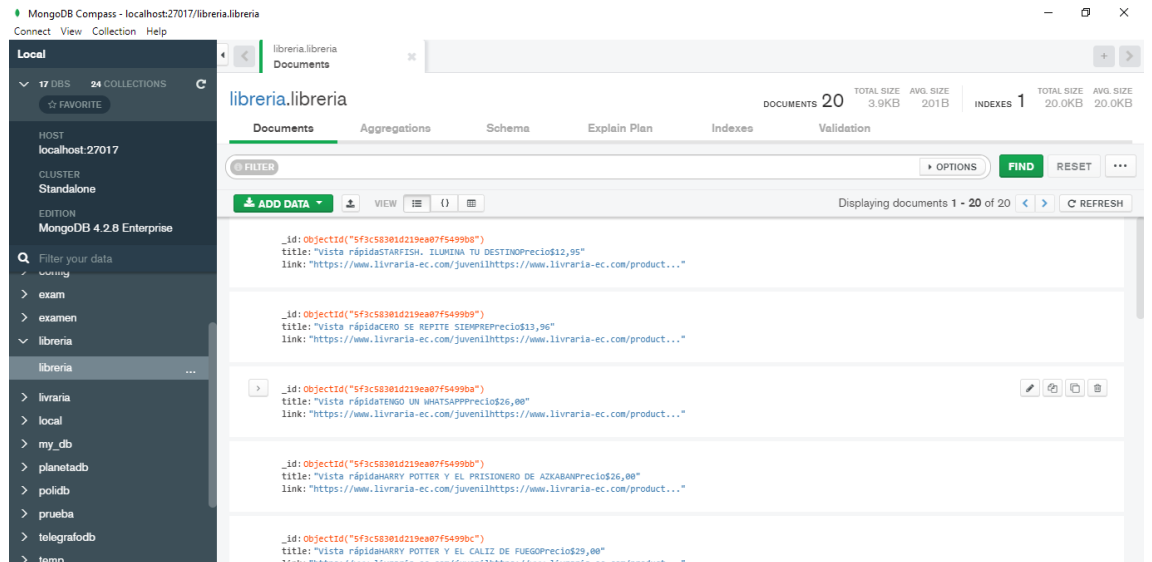 MongoDB Compass - localhost:27017/libreria.libreria
Connect View Collection Help
Local
17 DBS 24 COLLECTIONS
FAVORITE
HOST
localhost:27017
CLUSTER
Standalone
EDITION
MongoDB 4.2.8 Enterprise
Filter your data
config
exam
examen
libreria
libreria
...
livraria
local
my_db
planetadb
polidb
prueba
telegrafodb
temp
libreria.libreria
Documents
libreria.libreria
DOCUMENTS 20 TOTAL SIZE 3.9KB AVG. SIZE 201B INDEXES 1 TOTAL SIZE 20.0KB AVG. SIZE 20.0KB
Documents Aggregations Schema Explain Plan Indexes Validation
FILTER OPTIONS FIND RESET ...
ADD DATA VIEW {} Displaying documents 1 - 20 of 20 < > REFRESH
_id:ObjectId("5f3c58301d219ea07f5499b8")
title:"Vista rápidaSTARFISH. ILUMINA TU DESTINOPrecio$12,95"
link:"https://www.livraria-ec.com/juvenilhttps://www.livraria-ec.com/product..."
_id:ObjectId("5f3c58301d219ea07f5499b9")
title:"Vista rápidaCERO SE REPITE SIEMPREPrecio$13,96"
link:"https://www.livraria-ec.com/juvenilhttps://www.livraria-ec.com/product..."
_id:ObjectId("5f3c58301d219ea07f5499ba")
title:"Vista rápidaTENGO UN WHATSAPPPrecio$26,00"
link:"https://www.livraria-ec.com/juvenilhttps://www.livraria-ec.com/product..."
_id:ObjectId("5f3c58301d219ea07f5499bb")
title:"Vista rápidaHARRY POTTER Y EL PRISIONERO DE AZKABANPrecio$26,00"
link:"https://www.livraria-ec.com/juvenilhttps://www.livraria-ec.com/product..."
_id:ObjectId("5f3c58301d219ea07f5499bc")
title:"Vista rápidaHARRY POTTER Y EL CALIZ DE FUEGOPrecio$29,00"